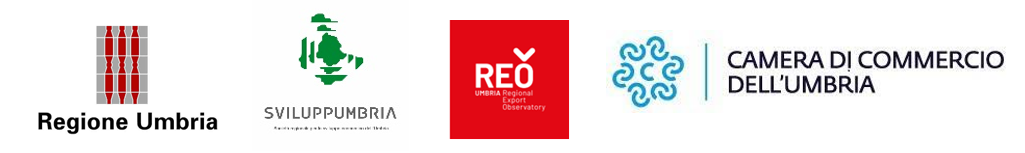 Regione Umbria
SVILUPPUMBRIA
REO
UMBRIA Regional
Export
Observatory
C
CAMERA DI COMMERCIO
DELL'UMBRIA